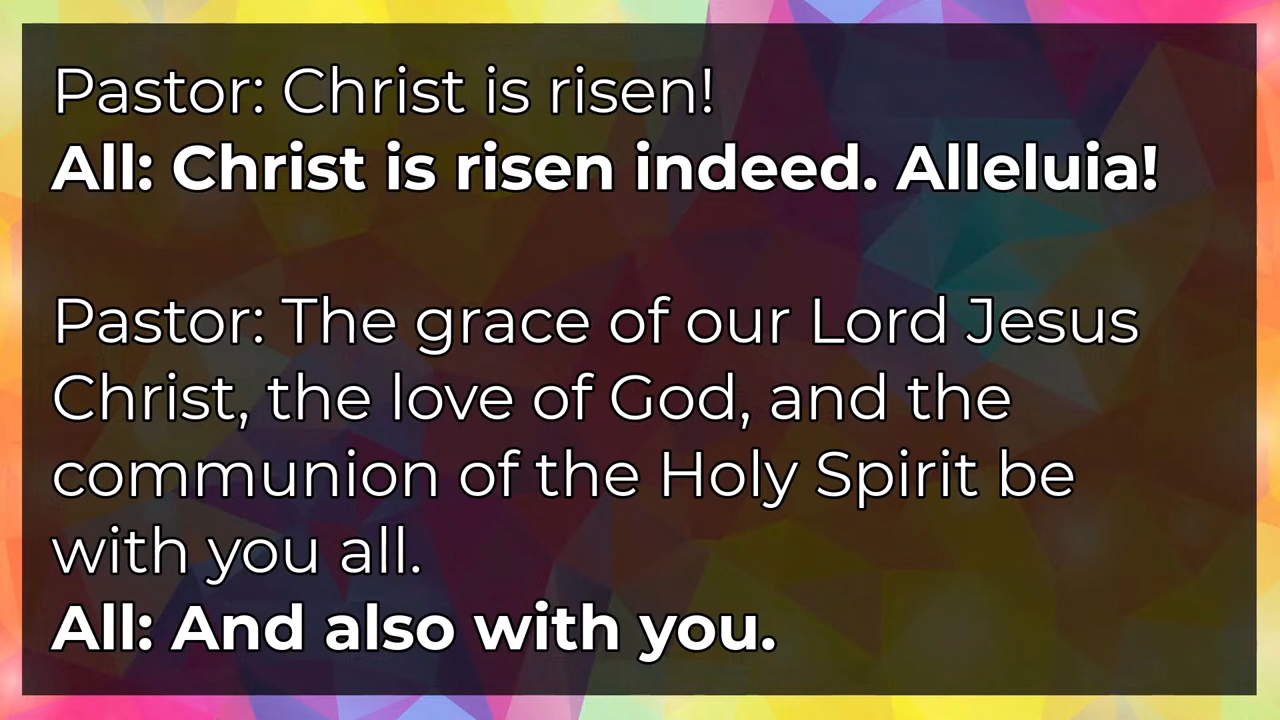 Pastor: Christ is risen!
All: Christ is risen indeed. Alleluia!
Pastor: The grace of our Lord Jesus
Christ, the love of God, and the
communion of the Holy Spirit be
with you all.
All: And also with you.